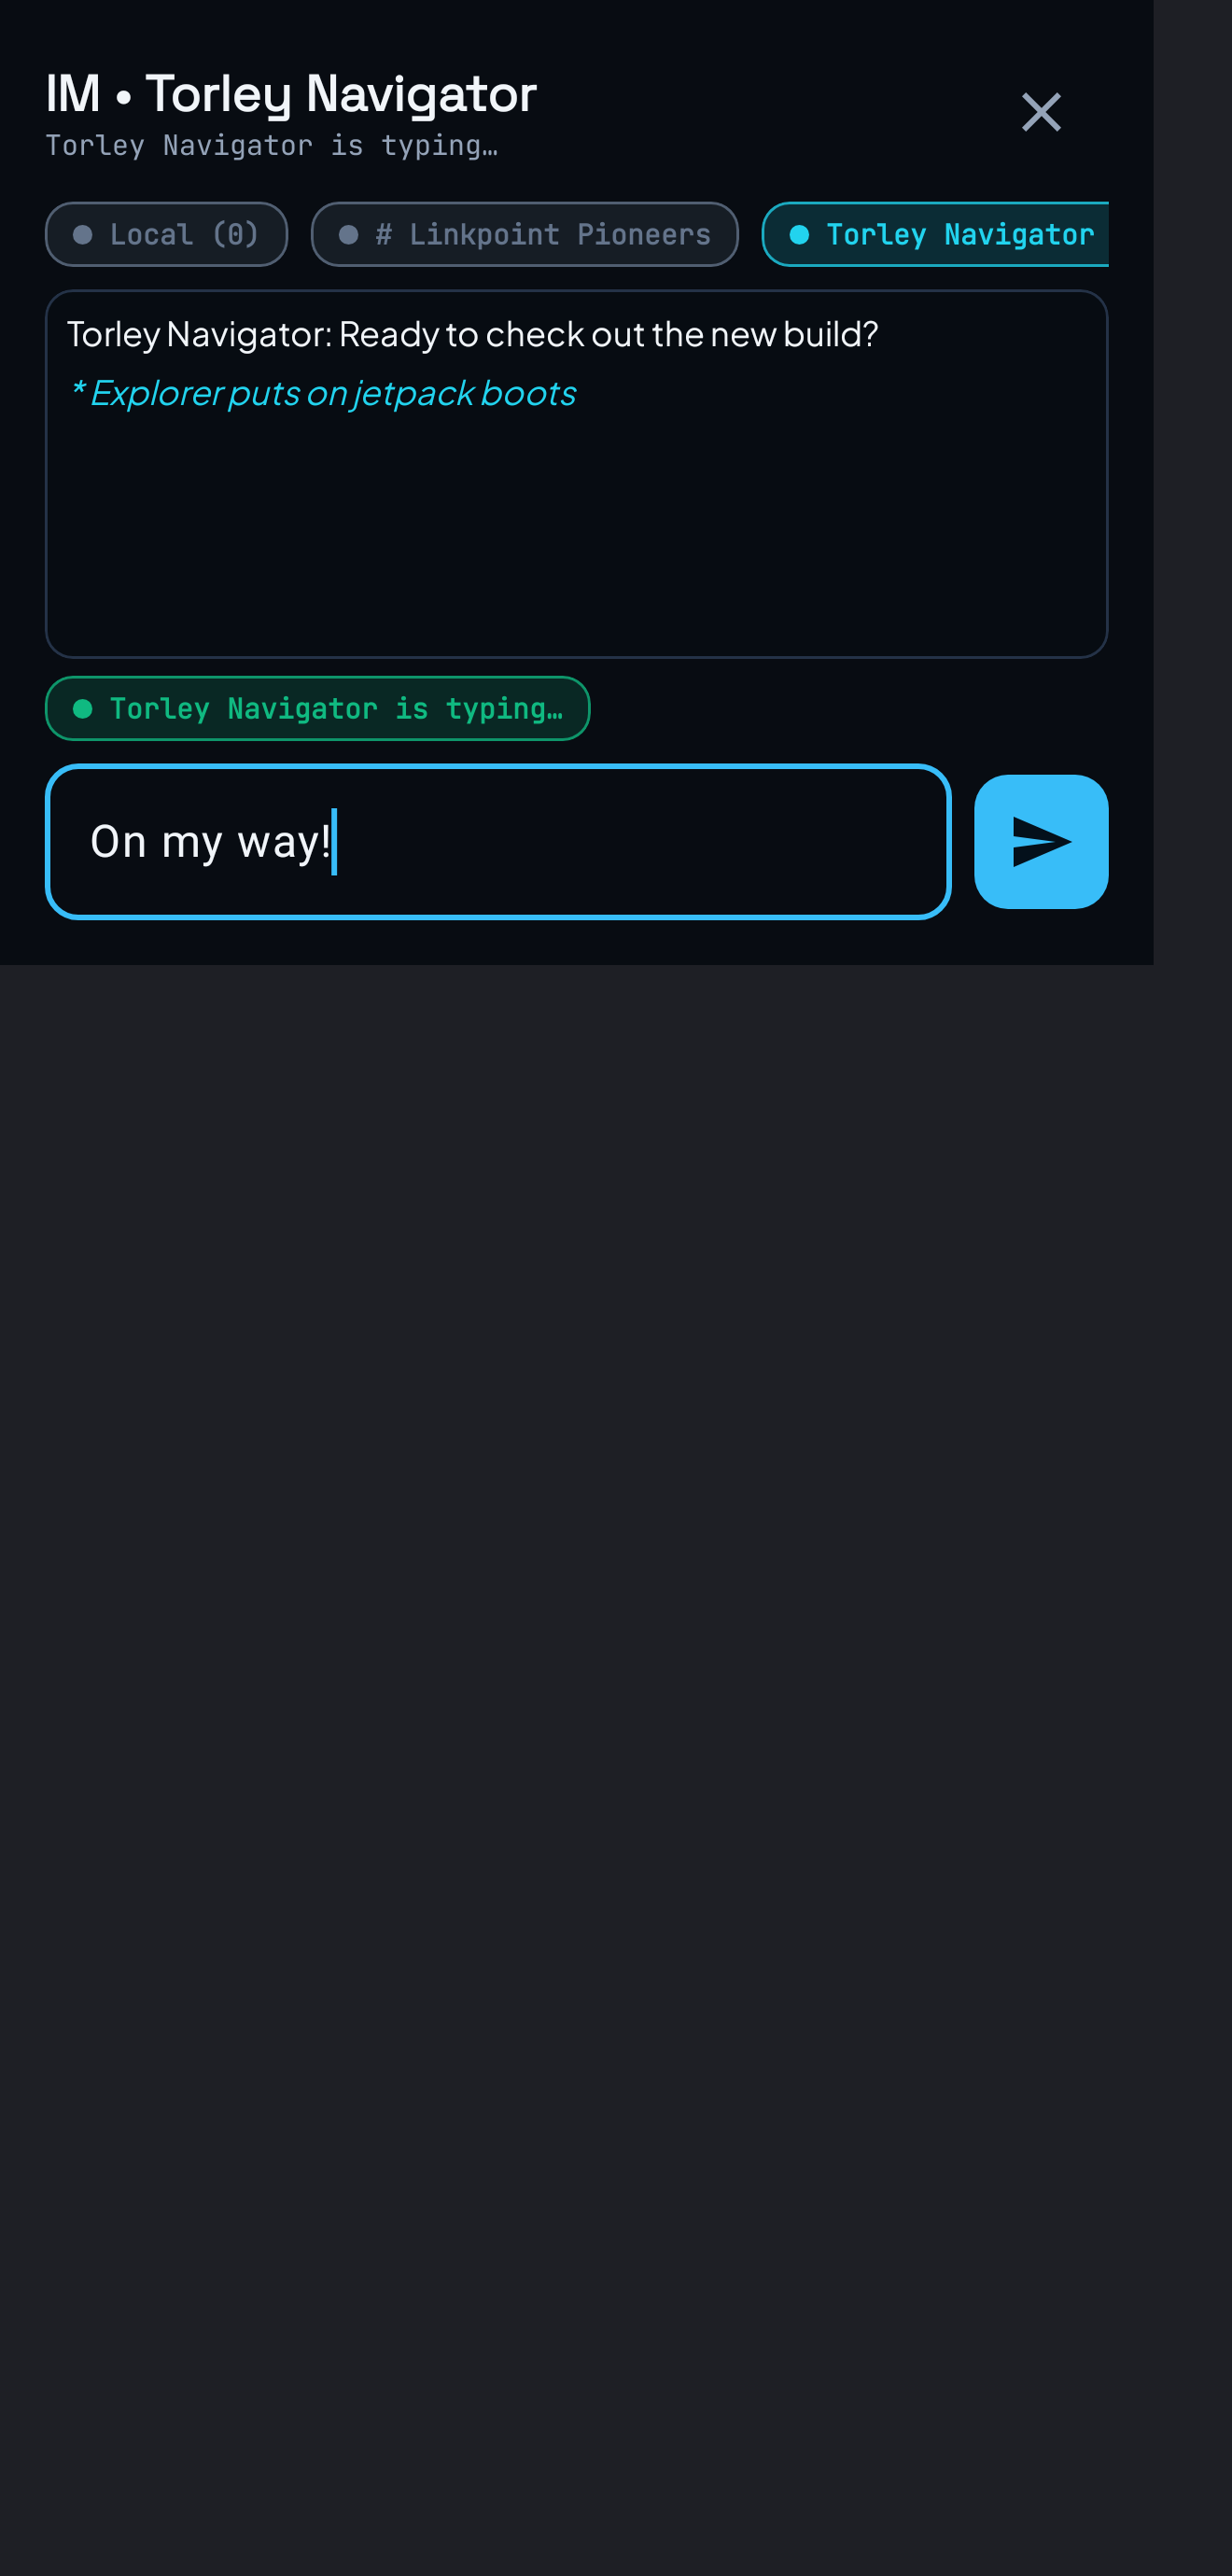 IM • Torley Navigator
Torley Navigator is typing…
Local (0)
# Linkpoint Pioneers
Torley Navigator
Torley Navigator: Ready to check out the new build?
* Explorer puts on jetpack boots
Torley Navigator is typing…
On my way!